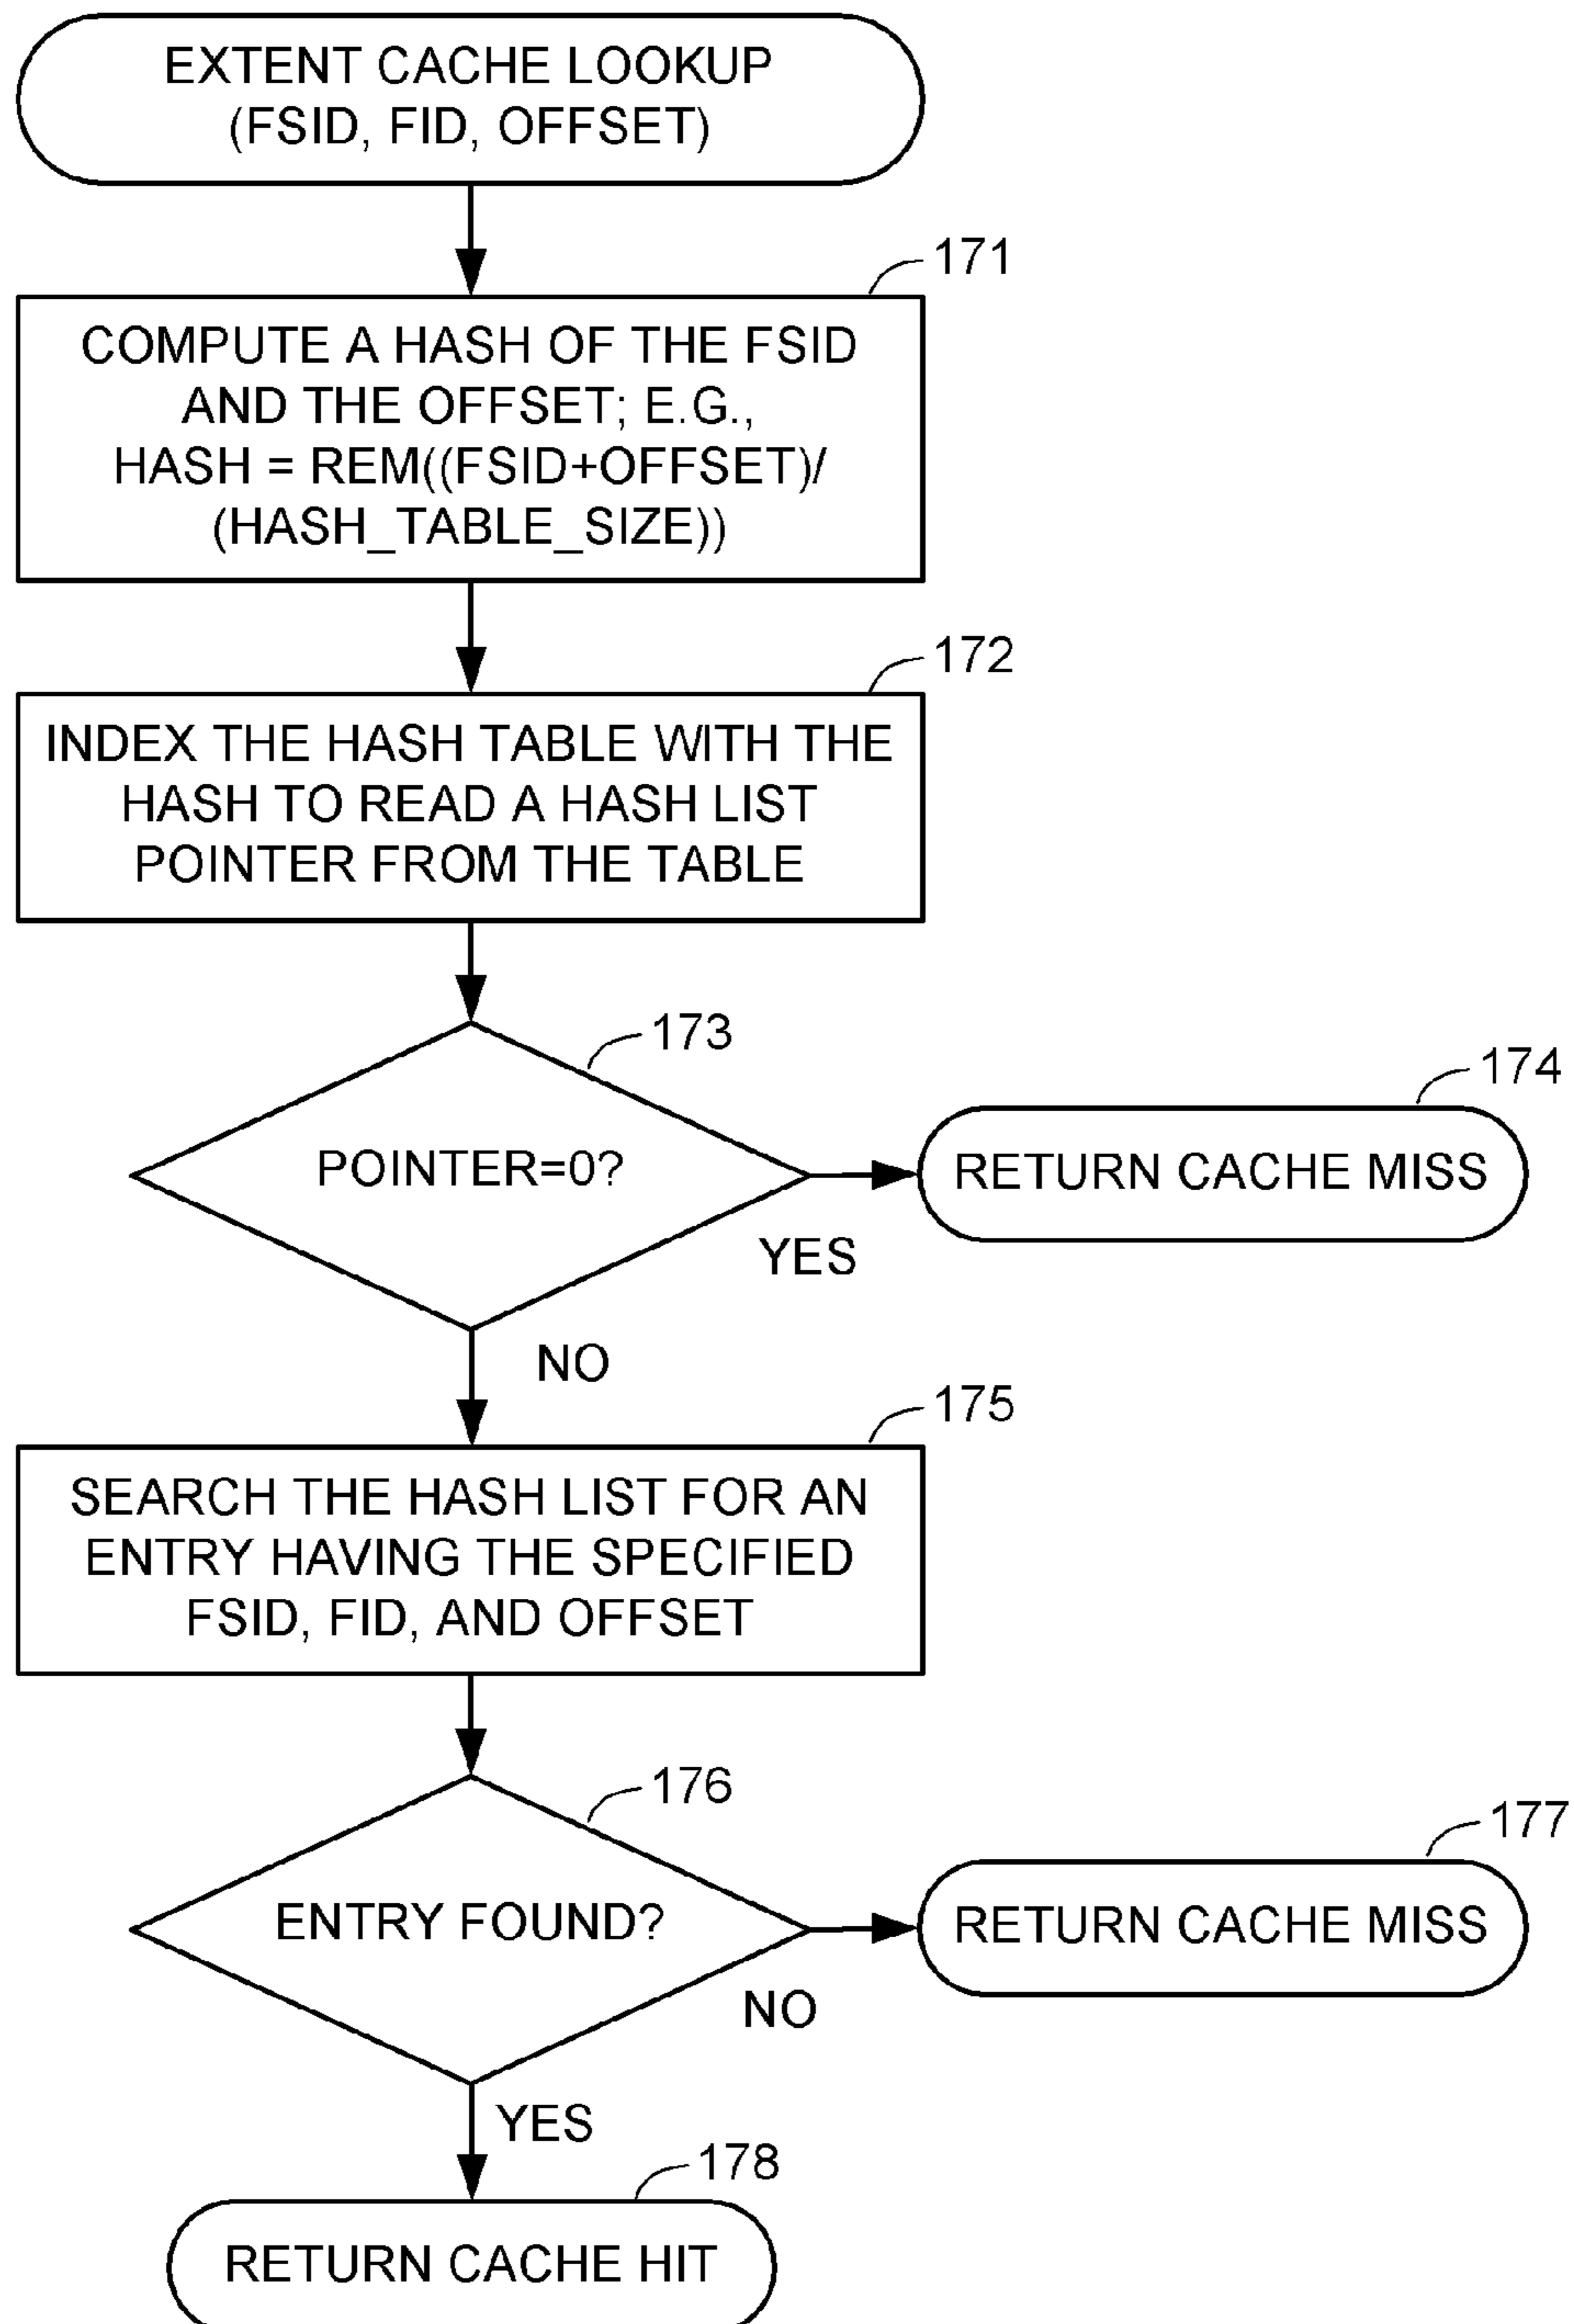 EXTENT CACHE LOOKUP
(FSID, FID, OFFSET)
171
COMPUTE A HASH OF THE FSID
AND THE OFFSET; E.G.,
HASH = REM((FSID+OFFSET)/
(HASH_TABLE_SIZE))
172
INDEX THE HASH TABLE WITH THE
HASH TO READ A HASH LIST
POINTER FROM THE TABLE
173
POINTER=0?
174
RETURN CACHE MISS
YES
NO
175
SEARCH THE HASH LIST FOR AN
ENTRY HAVING THE SPECIFIED
FSID, FID, AND OFFSET
176
ENTRY FOUND?
177
RETURN CACHE MISS
NO
YES
178
RETURN CACHE HIT